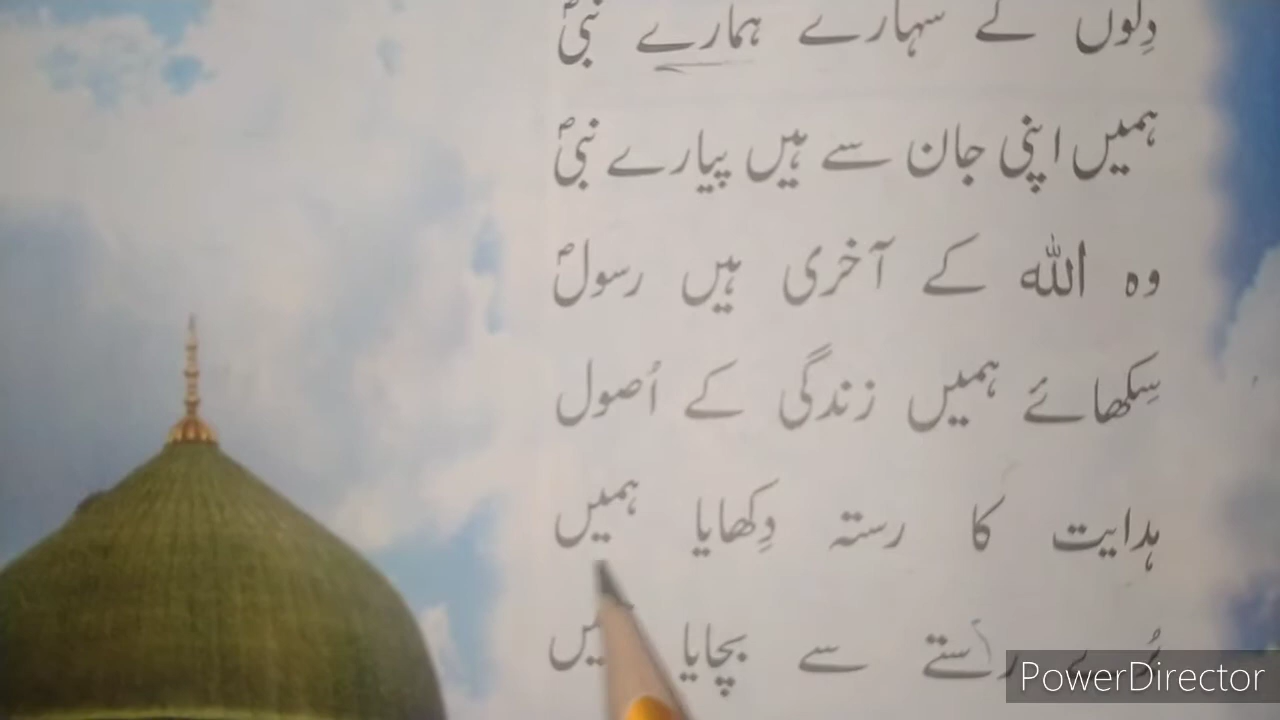 دِلوں کے سہارے ہمارے نبیؐ
ہمیں اپنی جان سے ہیں پیارے نبیؐ
وہ اللہ کے آخری ہیں رسولؐ
سِکھائے ہمیں زندگی کے اُصول
ہدایت کا رستہ دِکھایا ہمیں
راستے سے بچایا
PowerDirector